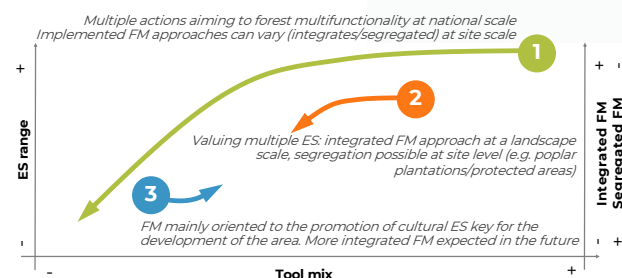 Multiple actions aiming to forest multifunctionality at national scale
Implemented FM approaches can vary (integrates/segregated) at site scale
1
+
+
-
2
ES range
Valuing multiple ES: integrated FM approach at a landscape
scale, segregation possible at site level (e.g. poplar
plantations/protected areas)
Integrated FM
Segregated FM
3
FM mainly oriented to the promotion of cultural ES key for the
development of the area. More integrated FM expected in the future
-
-
+
-
Tool mix
+